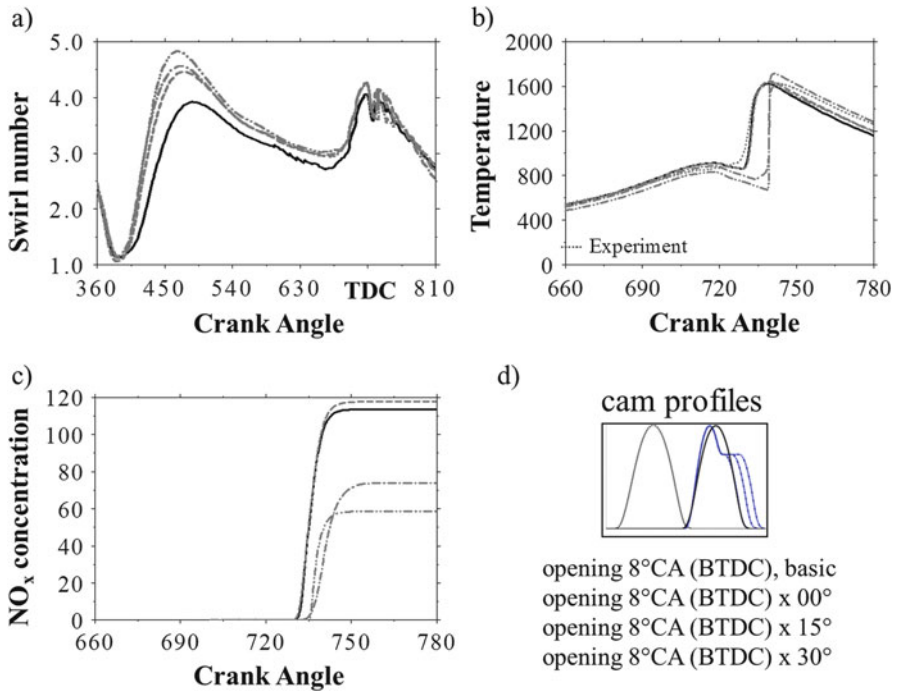 a)
5.0
4.0
3.0
2.0
1.0
Swirl number
360 450 540 630 TDC 810
Crank Angle
b)
2000
1600
1200
800
400
0
Temperature
Experiment
660 690 720 750 780
Crank Angle
c)
120
100
80
60
40
20
0
NOx concentration
660 690 720 750 780
Crank Angle
d)
cam profiles
opening 8°CA (BTDC), basic
opening 8°CA (BTDC) x 00°
opening 8°CA (BTDC) x 15°
opening 8°CA (BTDC) x 30°